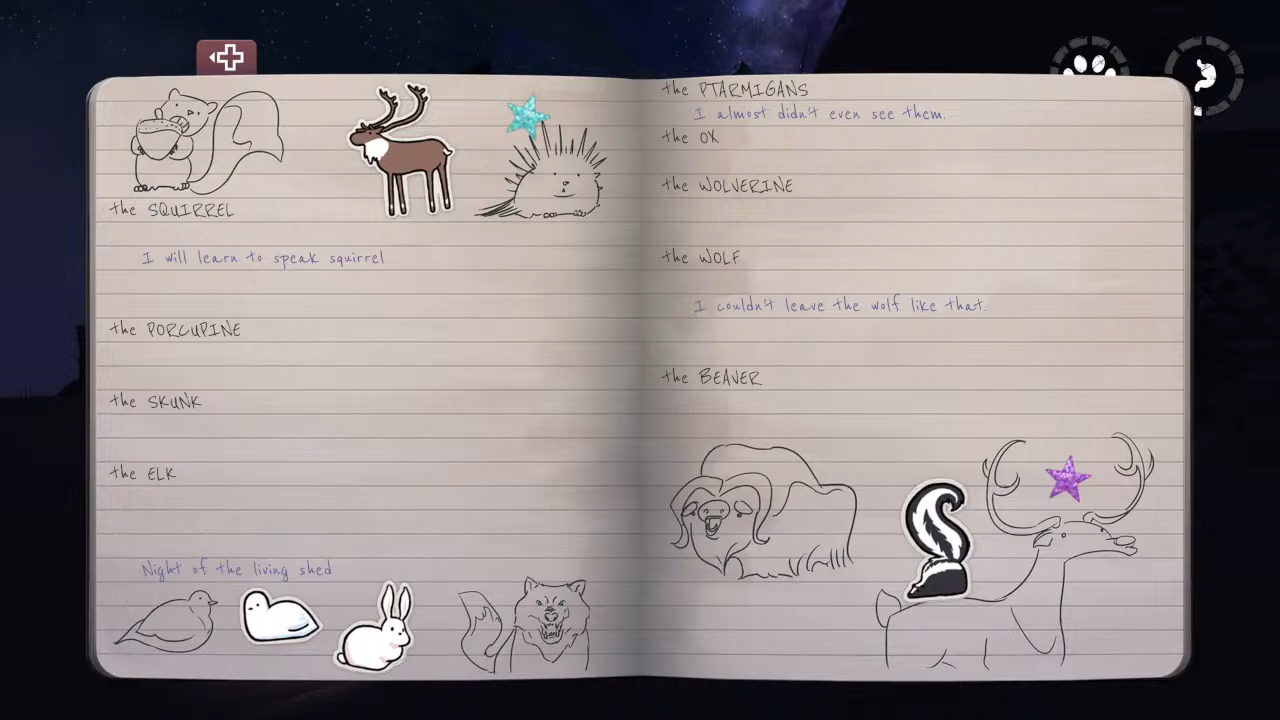 the SQUIRREL
I will learn to speak squirrel
the PORCUPINE
the SKUNK
the ELK
Night of the living shed
the PTARMIGANS
I almost didn't even see them.
the OX
the WOLVERINE
the WOLF
I couldn't leave the wolf like that.
the BEAVER